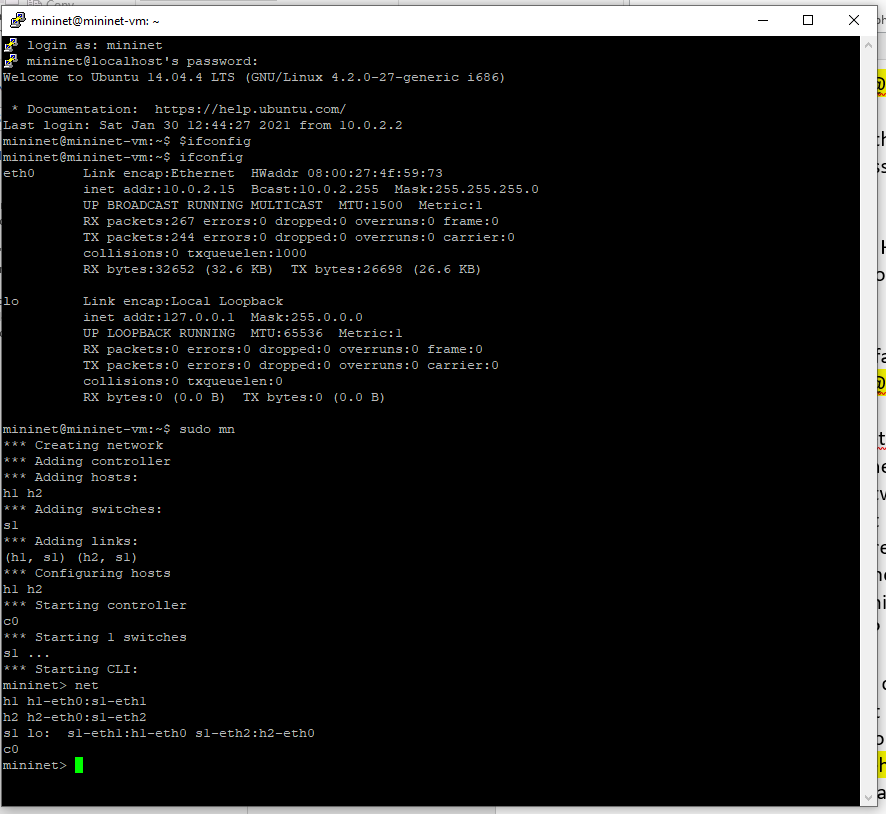 mininet@mininet-vm: ~
login as: mininet
mininet@localhost's password:
Welcome to Ubuntu 14.04.4 LTS (GNU/Linux 4.2.0-27-generic i686)
* Documentation:  https://help.ubuntu.com/
Last login: Sat Jan 30 12:44:27 2021 from 10.0.2.2
mininet@mininet-vm:~$ $ifconfig
mininet@mininet-vm:~$ ifconfig
eth0      Link encap:Ethernet  HWaddr 08:00:27:4f:59:73
          inet addr:10.0.2.15  Bcast:10.0.2.255  Mask:255.255.255.0
          UP BROADCAST RUNNING MULTICAST  MTU:1500  Metric:1
          RX packets:267 errors:0 dropped:0 overruns:0 frame:0
          TX packets:244 errors:0 dropped:0 overruns:0 carrier:0
          collisions:0 txqueuelen:1000
          RX bytes:32652 (32.6 KB)  TX bytes:26698 (26.6 KB)
lo        Link encap:Local Loopback
          inet addr:127.0.0.1  Mask:255.0.0.0
          UP LOOPBACK RUNNING  MTU:65536  Metric:1
          RX packets:0 errors:0 dropped:0 overruns:0 frame:0
          TX packets:0 errors:0 dropped:0 overruns:0 carrier:0
          collisions:0 txqueuelen:0
          RX bytes:0 (0.0 B)  TX bytes:0 (0.0 B)
mininet@mininet-vm:~$ sudo mn
*** Creating network
*** Adding controller
*** Adding hosts:
h1 h2
*** Adding switches:
s1
*** Adding links:
(h1, s1) (h2, s1)
*** Configuring hosts
h1 h2
*** Starting controller
c0
*** Starting 1 switches
s1 ...
*** Starting CLI:
mininet> net
h1 h1-eth0:s1-eth1
h2 h2-eth0:s1-eth2
s1 lo:  s1-eth1:h1-eth0 s1-eth2:h2-eth0
c0
mininet>